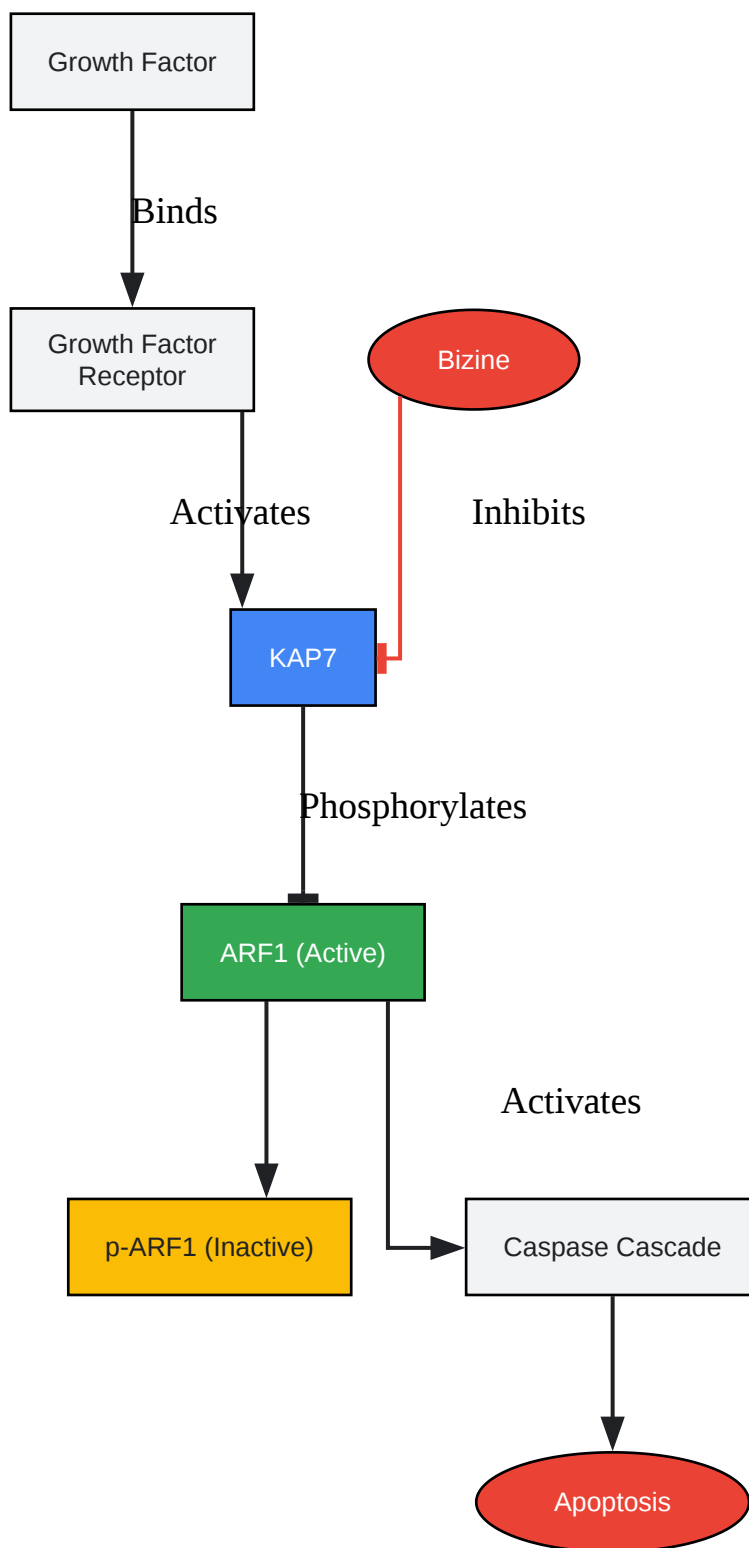 Growth Factor
Binds
Growth Factor
Receptor
Bizine
Activates
Inhibits
KAP7
Phosphorylates
ARF1 (Active)
Activates
p-ARF1 (Inactive)
Caspase Cascade
Apoptosis